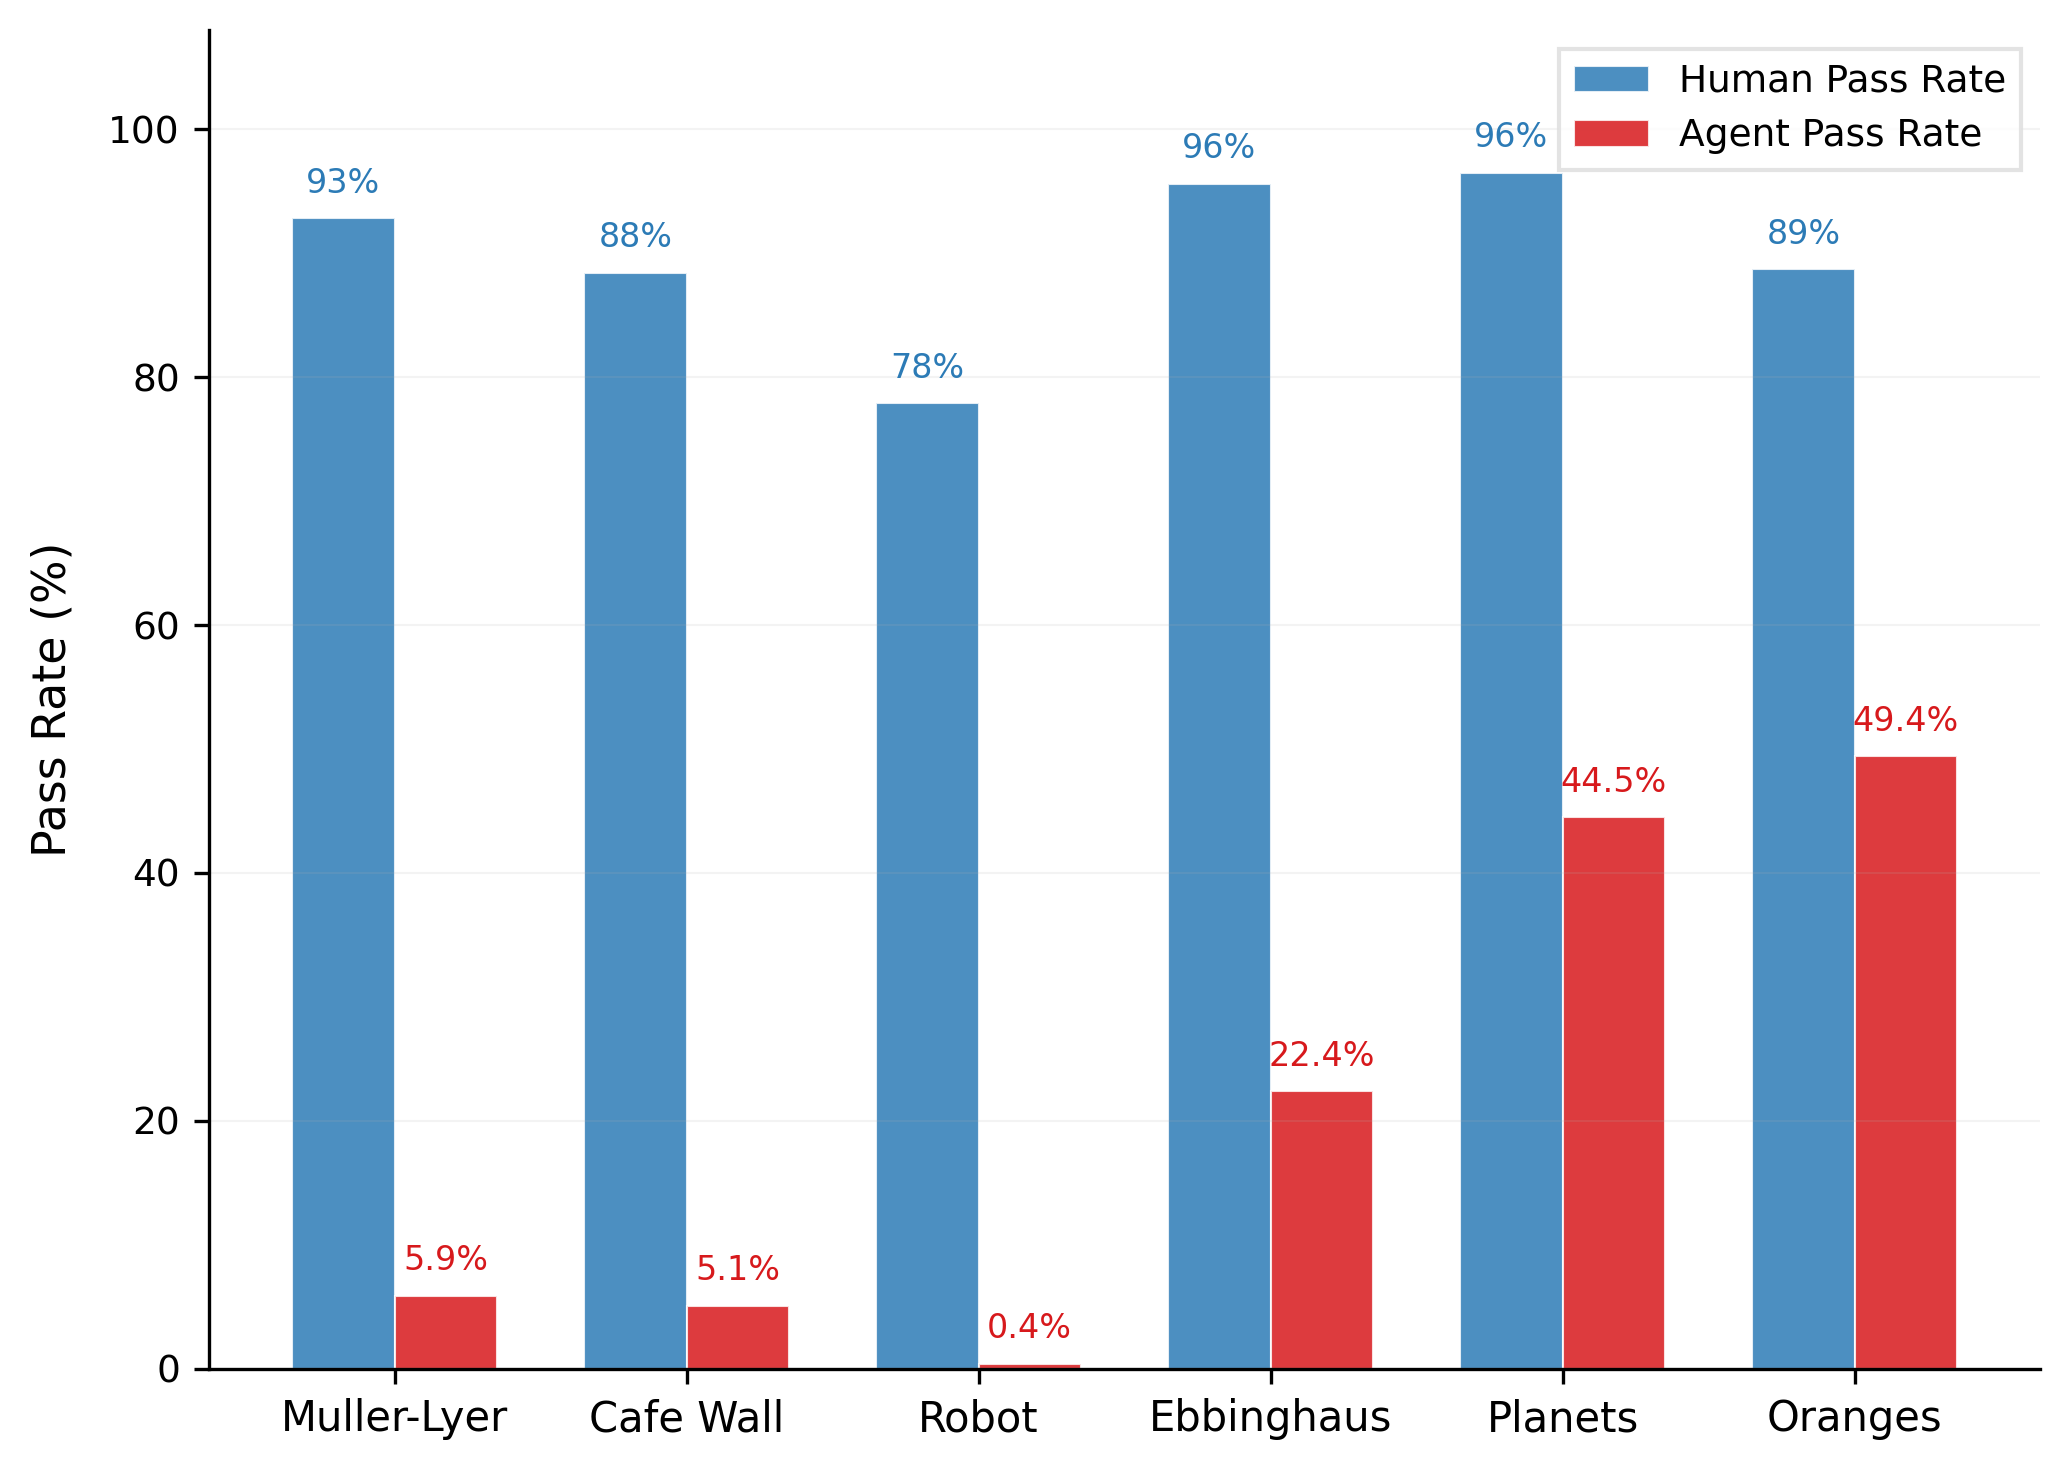 Human Pass Rate
Agent Pass Rate
Pass Rate (%)
100
80
60
40
20
0
93%
88%
78%
96%
96%
89%
5.9%
5.1%
0.4%
22.4%
44.5%
49.4%
Muller-Lyer
Cafe Wall
Robot
Ebbinghaus
Planets
Oranges